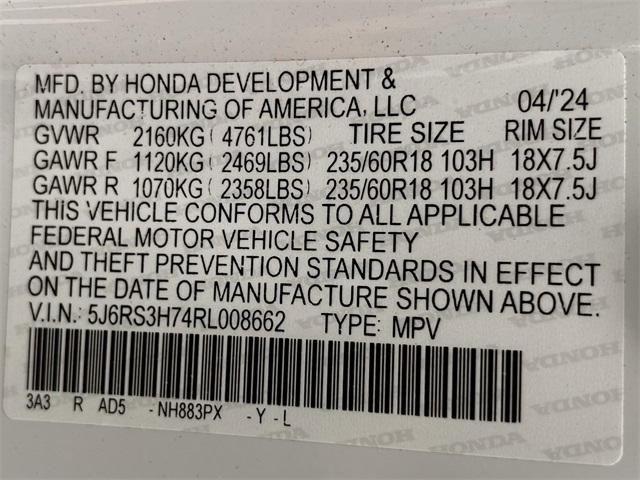 MFD. BY HONDA DEVELOPMENT &
MANUFACTURING OF AMERICA, LLC 04/'24
GVWR 2160KG ( 4761LBS) TIRE SIZE RIM SIZE
GAWR F 1120KG ( 2469LBS) 235/60R18 103H 18X7.5J
GAWR R 1070KG ( 2358LBS) 235/60R18 103H 18X7.5J
THIS VEHICLE CONFORMS TO ALL APPLICABLE
FEDERAL MOTOR VEHICLE SAFETY
AND THEFT PREVENTION STANDARDS IN EFFECT
ON THE DATE OF MANUFACTURE SHOWN ABOVE.
V.I.N.: 5J6RS3H74RL008662 TYPE: MPV
3A3 R AD5 - NH883PX - Y - L